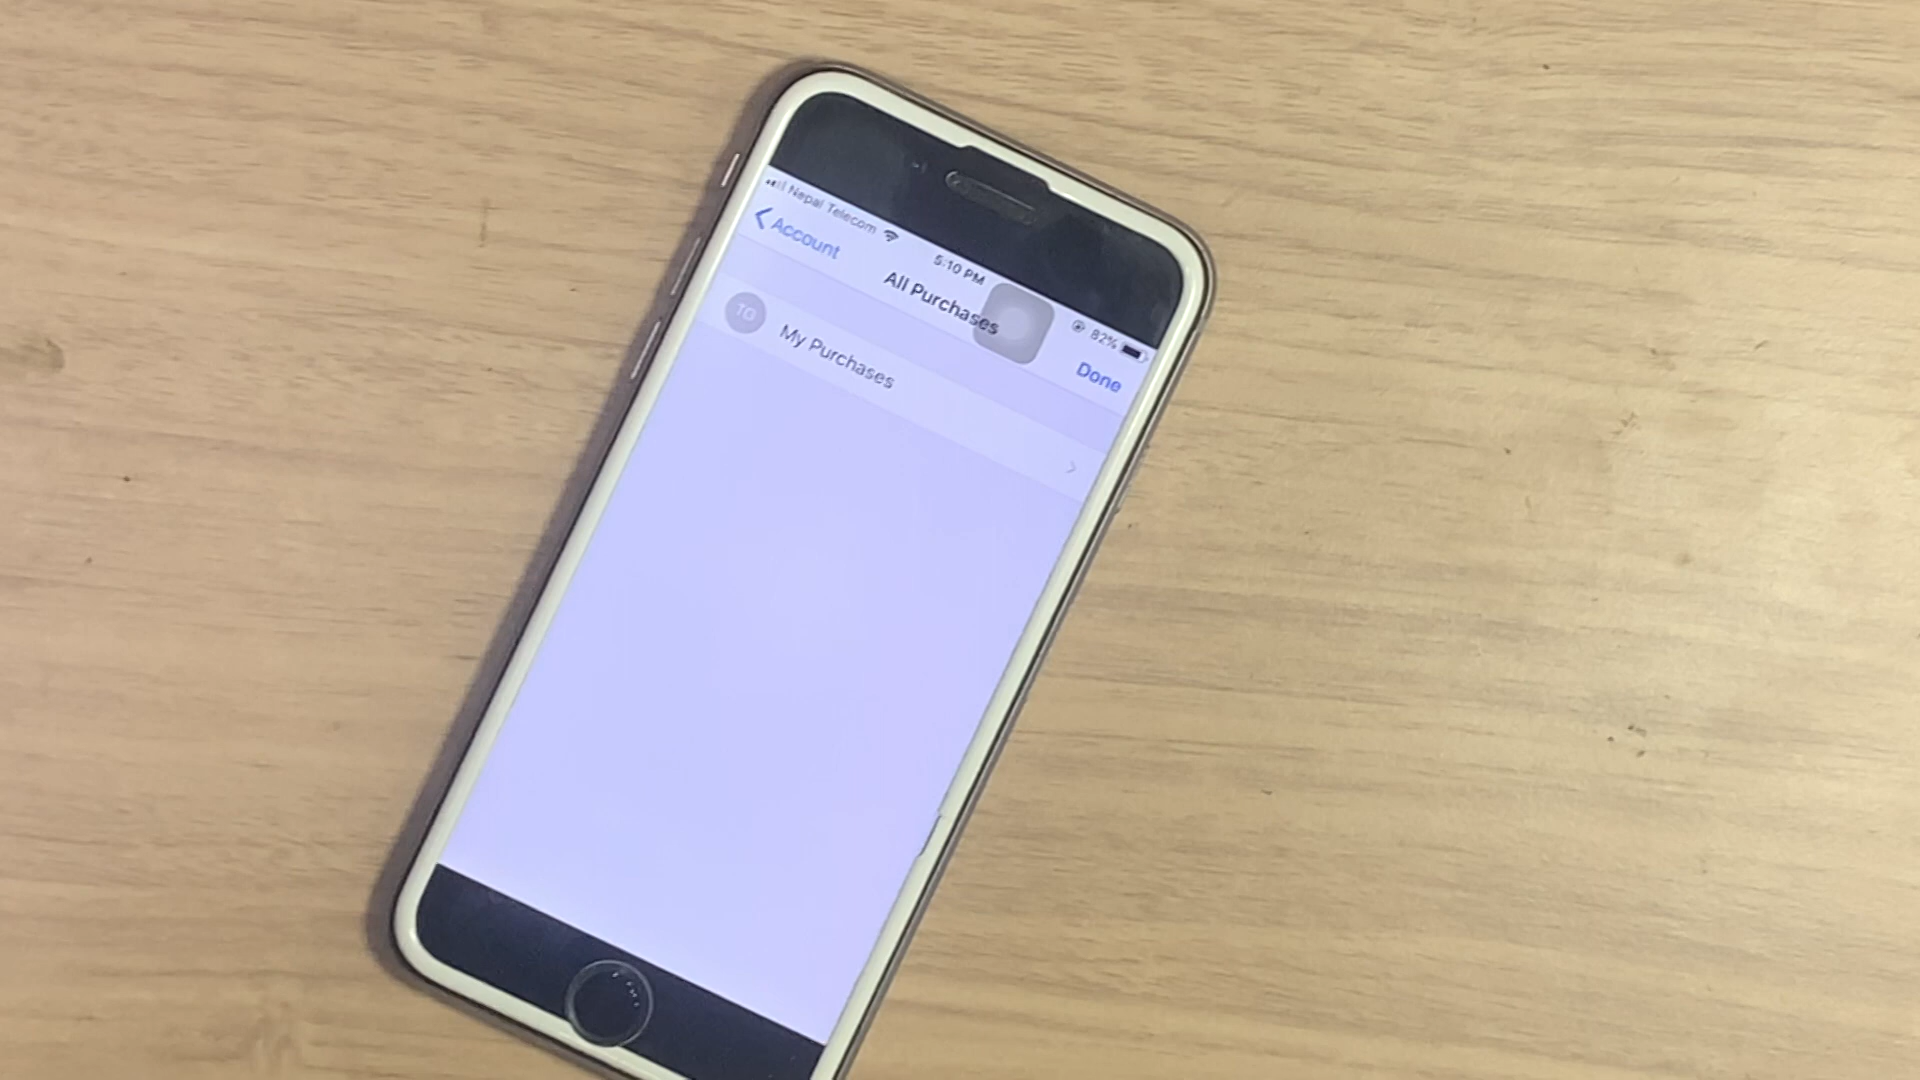 Nepal Telecom 5:10 PM 82%
Account All Purchases Done
TG My Purchases